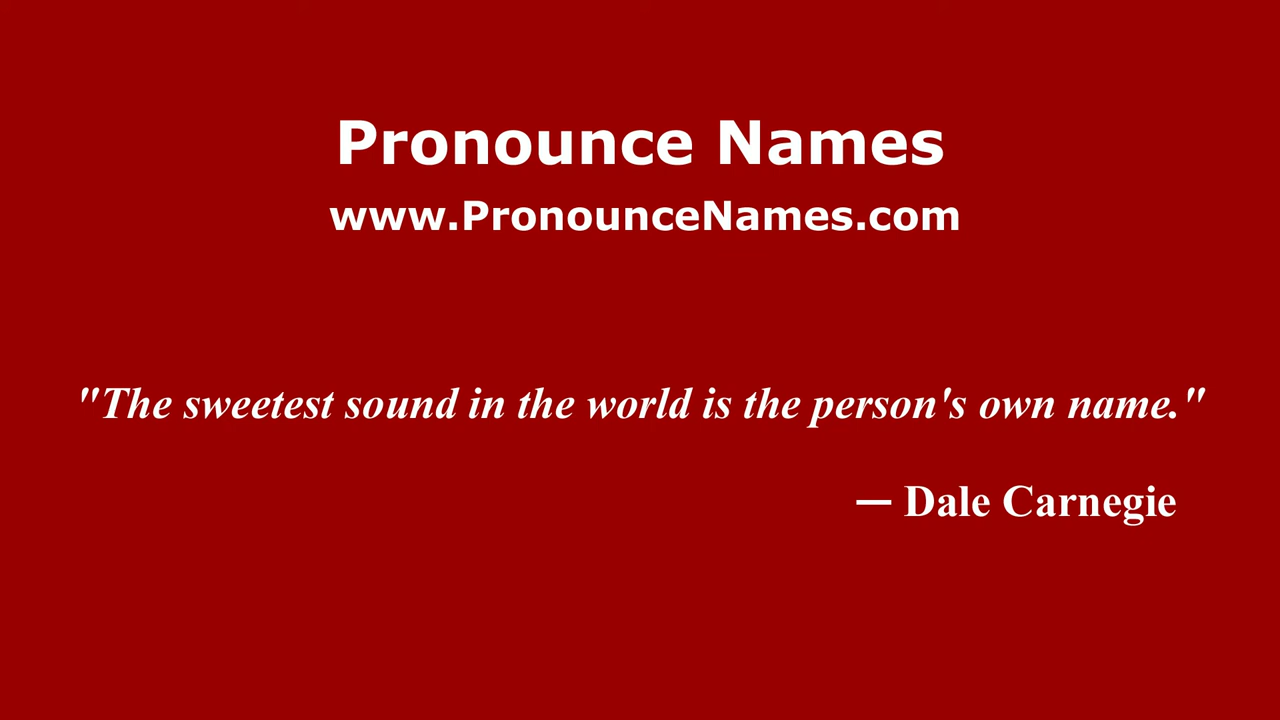 Pronounce Names
www.PronounceNames.com
"The sweetest sound in the world is the person's own name."
— Dale Carnegie